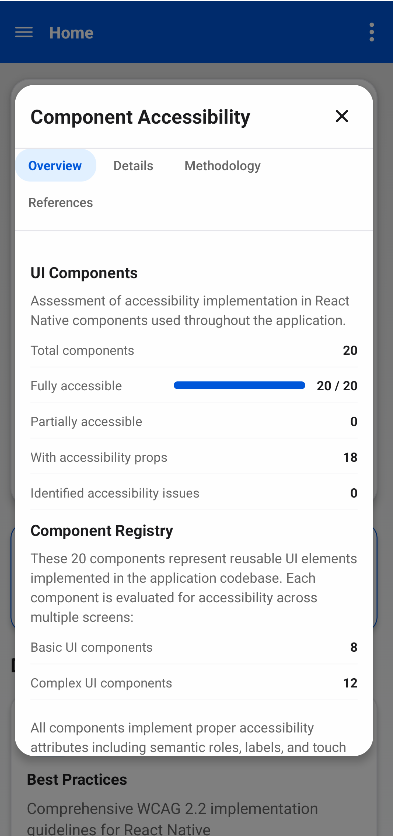 Home
Component Accessibility
Overview Details Methodology
References
UI Components
Assessment of accessibility implementation in React
Native components used throughout the application.
Total components 20
Fully accessible 20 / 20
Partially accessible 0
With accessibility props 18
Identified accessibility issues 0
Component Registry
These 20 components represent reusable UI elements
implemented in the application codebase. Each
component is evaluated for accessibility across
multiple screens:
Basic UI components 8
Complex UI components 12
All components implement proper accessibility
attributes including semantic roles, labels, and touch
Best Practices
Comprehensive WCAG 2.2 implementation
guidelines for React Native